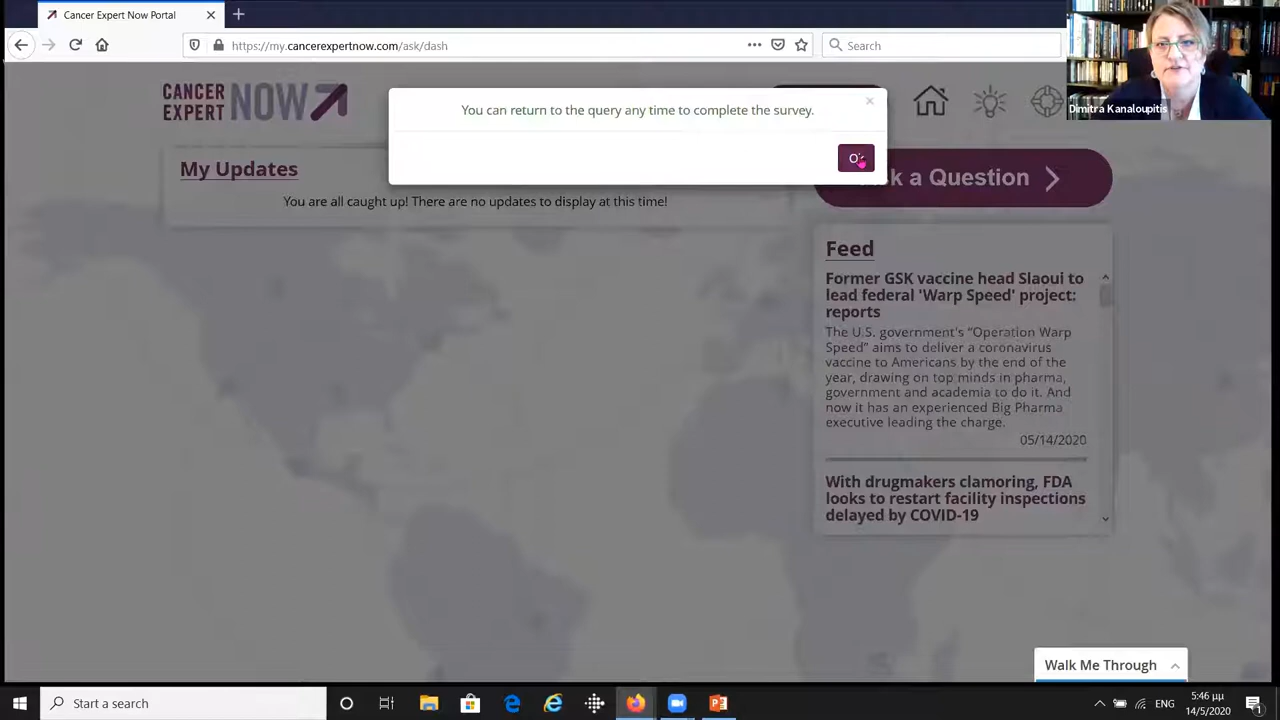 Cancer Expert Now Portal
https://my.cancerexpertnow.com/ask/dash
Search
Dimitra Kanaloupitis
CANCER
EXPERT NOW
You can return to the query any time to complete the survey.
My Updates
You are all caught up! There are no updates to display at this time!
k a Question
Feed
Former GSK vaccine head Slaoui to
lead federal 'Warp Speed' project:
reports
The U.S. government's "Operation Warp
Speed" aims to deliver a coronavirus
vaccine to Americans by the end of the
year, drawing on top minds in pharma,
government and academia to do it. And
now it has an experienced Big Pharma
executive leading the charge.
05/14/2020
With drugmakers clamoring, FDA
looks to restart facility inspections
delayed by COVID-19
Walk Me Through
Start a search
ENG
5:46 μμ
14/5/2020
1